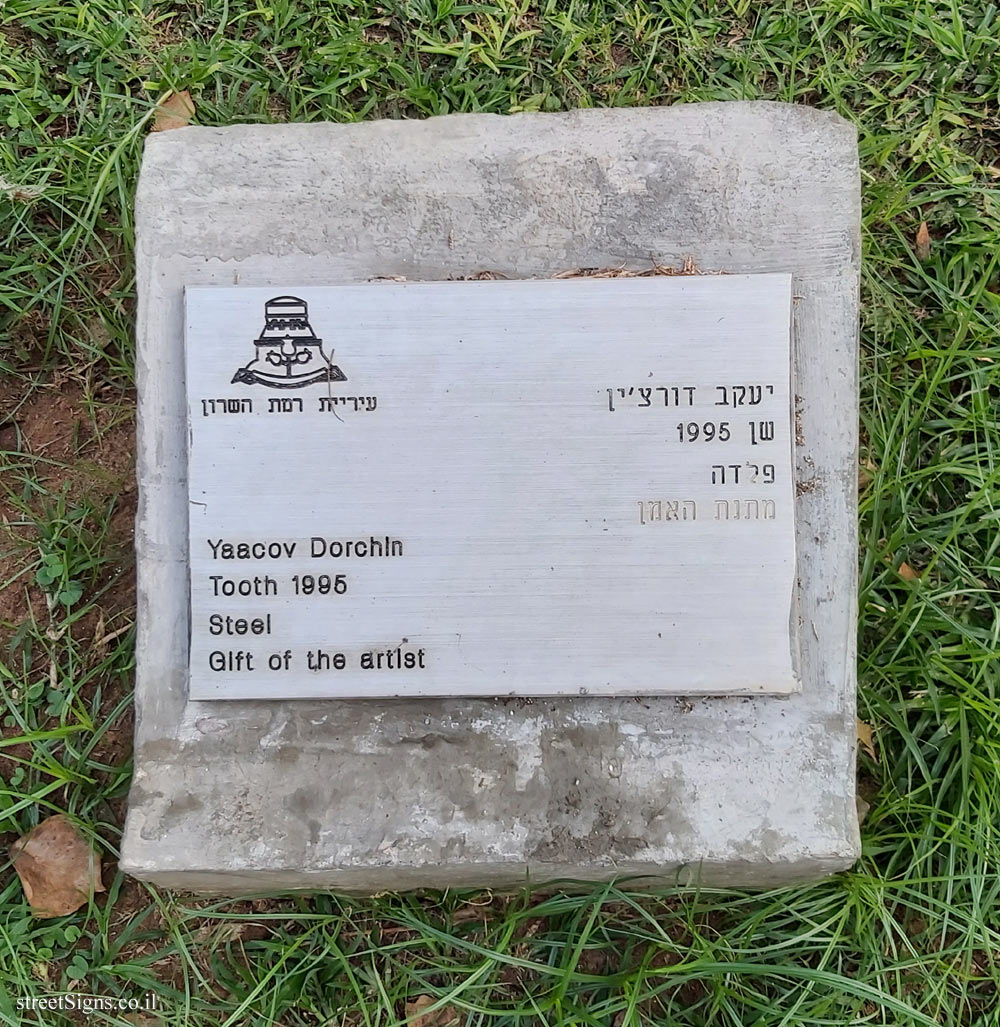 עיריית רמת השרון
יעקב דורצ'ין
שן 1995
פלדה
מתנת האמן
Yaacov Dorchin
Tooth 1995
Steel
Gift of the artist
streetSigns.co.il